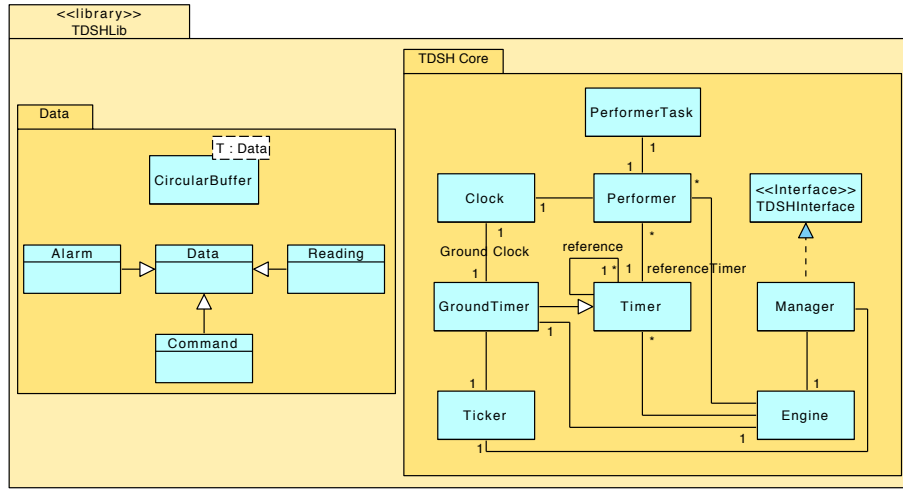 <<library>>
TDSHLib
TDSH Core
Data
T : Data
CircularBuffer
Alarm
Data
Reading
Command
PerformerTask
1
1
Clock
1
Performer
*
<<Interface>>
TDSHInterface
1
*
reference
Ground Clock
1
1 *
1
referenceTimer
GroundTimer
1
Timer
*
Manager
1
Ticker
1
1
Engine
1